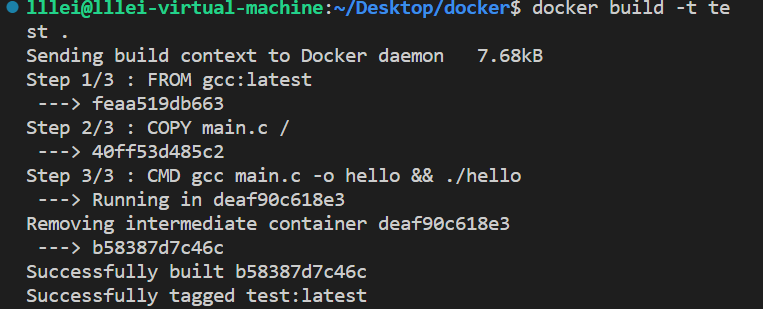 lllei@lllei-virtual-machine:~/Desktop/docker$ docker build -t te
st .
Sending build context to Docker daemon   7.68kB
Step 1/3 : FROM gcc:latest
 ---> feaa519db663
Step 2/3 : COPY main.c /
 ---> 40ff53d485c2
Step 3/3 : CMD gcc main.c -o hello && ./hello
 ---> Running in deaf90c618e3
Removing intermediate container deaf90c618e3
 ---> b58387d7c46c
Successfully built b58387d7c46c
Successfully tagged test:latest